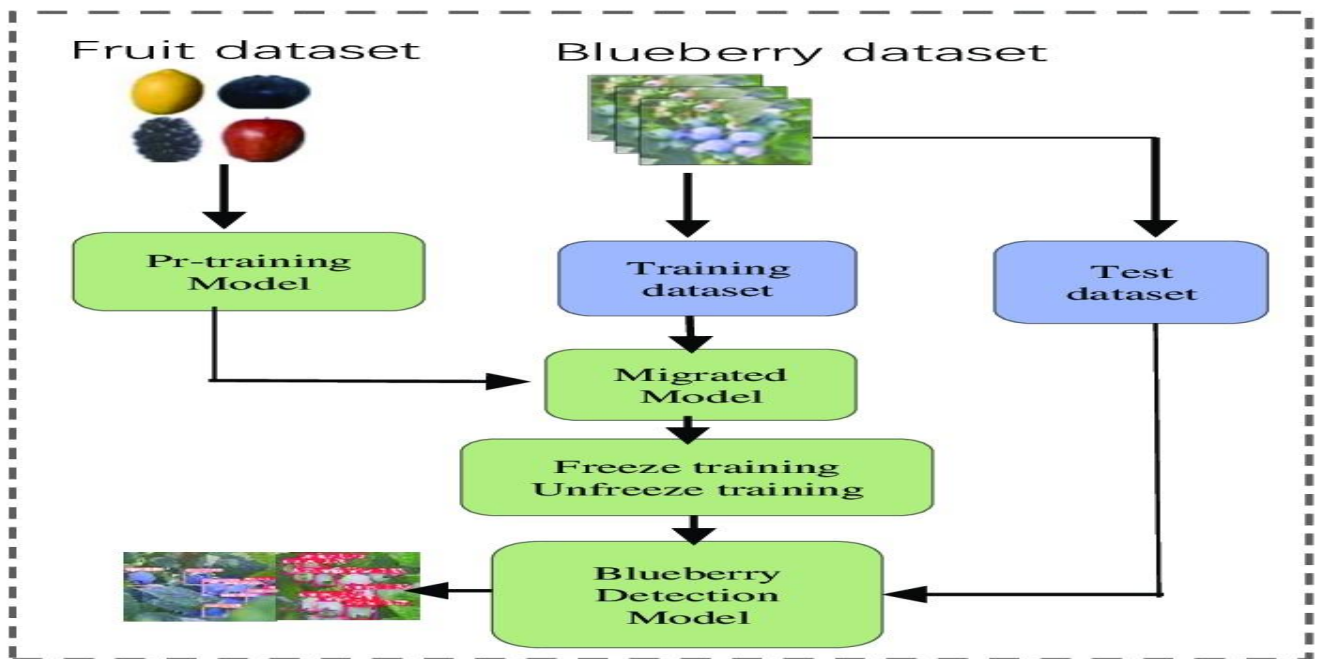 Fruit dataset
Blueberry dataset
Pr-training
Model
Training
dataset
Test
dataset
Migrated
Model
Freeze training
Unfreeze training
Blueberry
Detection
Model